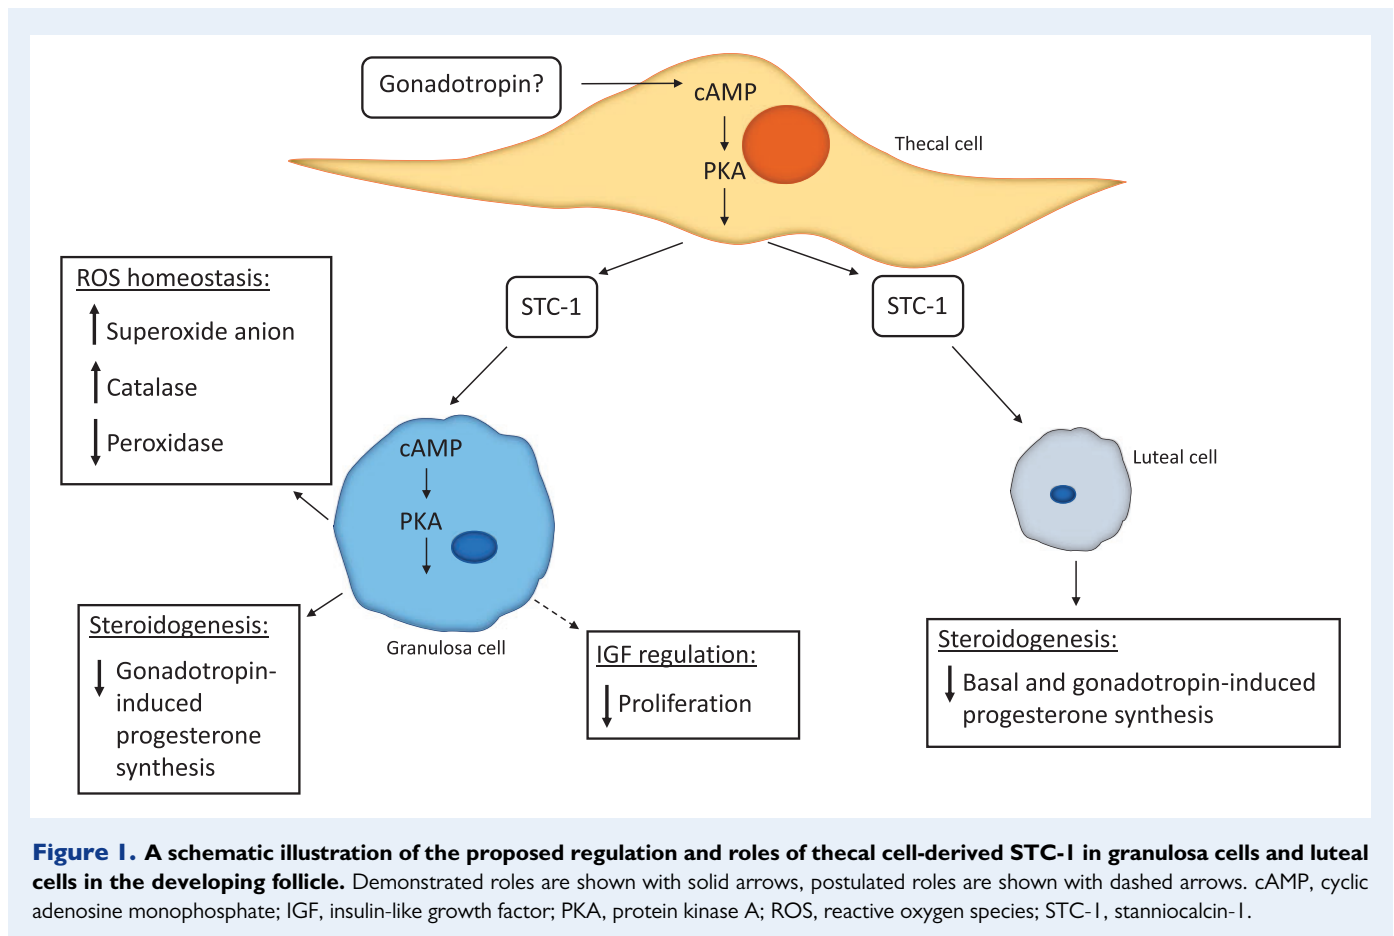 Gonadotropin?
cAMP
PKA
Thecal cell
STC-1
STC-1
ROS homeostasis:
Superoxide anion
Catalase
Peroxidase
cAMP
PKA
Granulosa cell
Luteal cell
Steroidogenesis:
Gonadotropin-
induced
progesterone
synthesis
IGF regulation:
Proliferation
Steroidogenesis:
Basal and gonadotropin-induced
progesterone synthesis
Figure 1. A schematic illustration of the proposed regulation and roles of thecal cell-derived STC-1 in granulosa cells and luteal
cells in the developing follicle. Demonstrated roles are shown with solid arrows, postulated roles are shown with dashed arrows. cAMP, cyclic
adenosine monophosphate; IGF, insulin-like growth factor; PKA, protein kinase A; ROS, reactive oxygen species; STC-1, stanniocalcin-1.